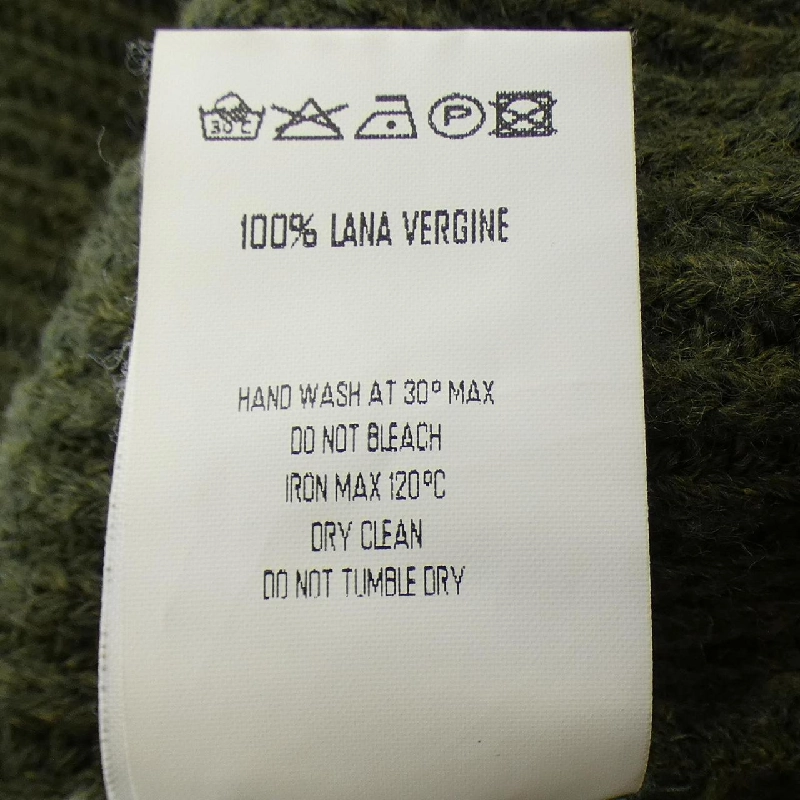 30°C P
100% LANA VERGINE
HAND WASH AT 30° MAX
DO NOT BLEACH
IRON MAX 120°C
DRY CLEAN
DO NOT TUMBLE DRY